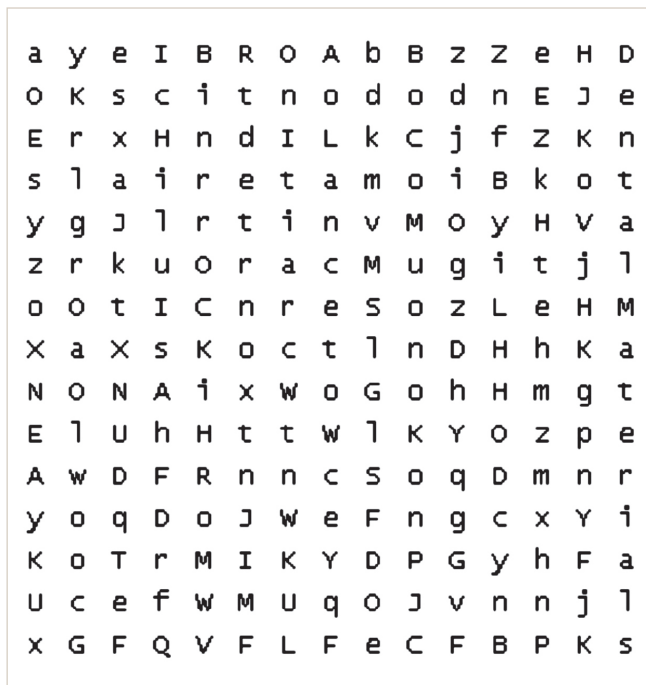 a y e I B R O A b B z Z e H D
O K s c i t n o d o d n E J e
E r x H n d I L k C j f Z K n
s l a i r e t a m o i B k o t
y g J l r t i n v M O y H V a
z r k u O r a c M u g i t j l
o O t I C n r e S o z L e H M
X a X s K o c t l n D H h K a
N O N A i x W o G o h H m g t
E l U h H t t W l K Y O z p e
A w D F R n n c S o q D m n r
y o q D o J W e F n g c x Y i
K o T r M I K Y D P G y h F a
U c e f W M U q O J v n n j l
x G F Q V F L F e C F B P K s